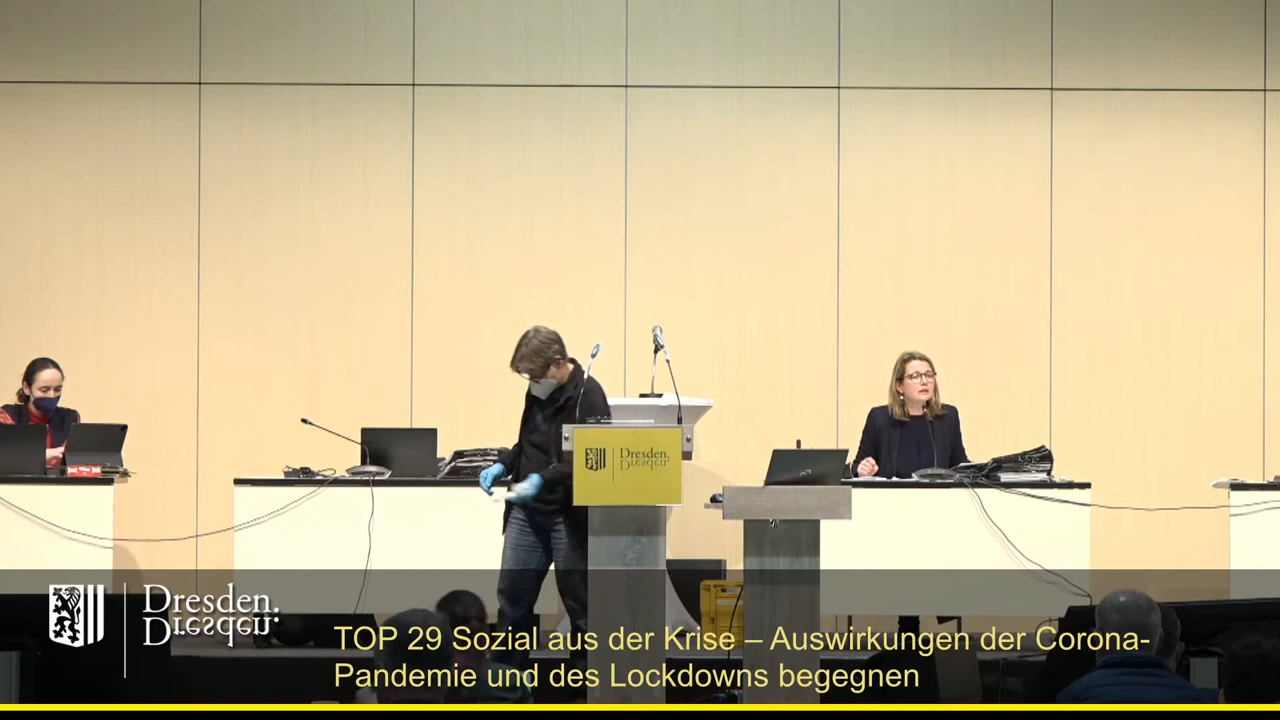 Dresden.
Dresden.
Dresden.
Dresden.
TOP 29 Sozial aus der Krise – Auswirkungen der Corona-
Pandemie und des Lockdowns begegnen